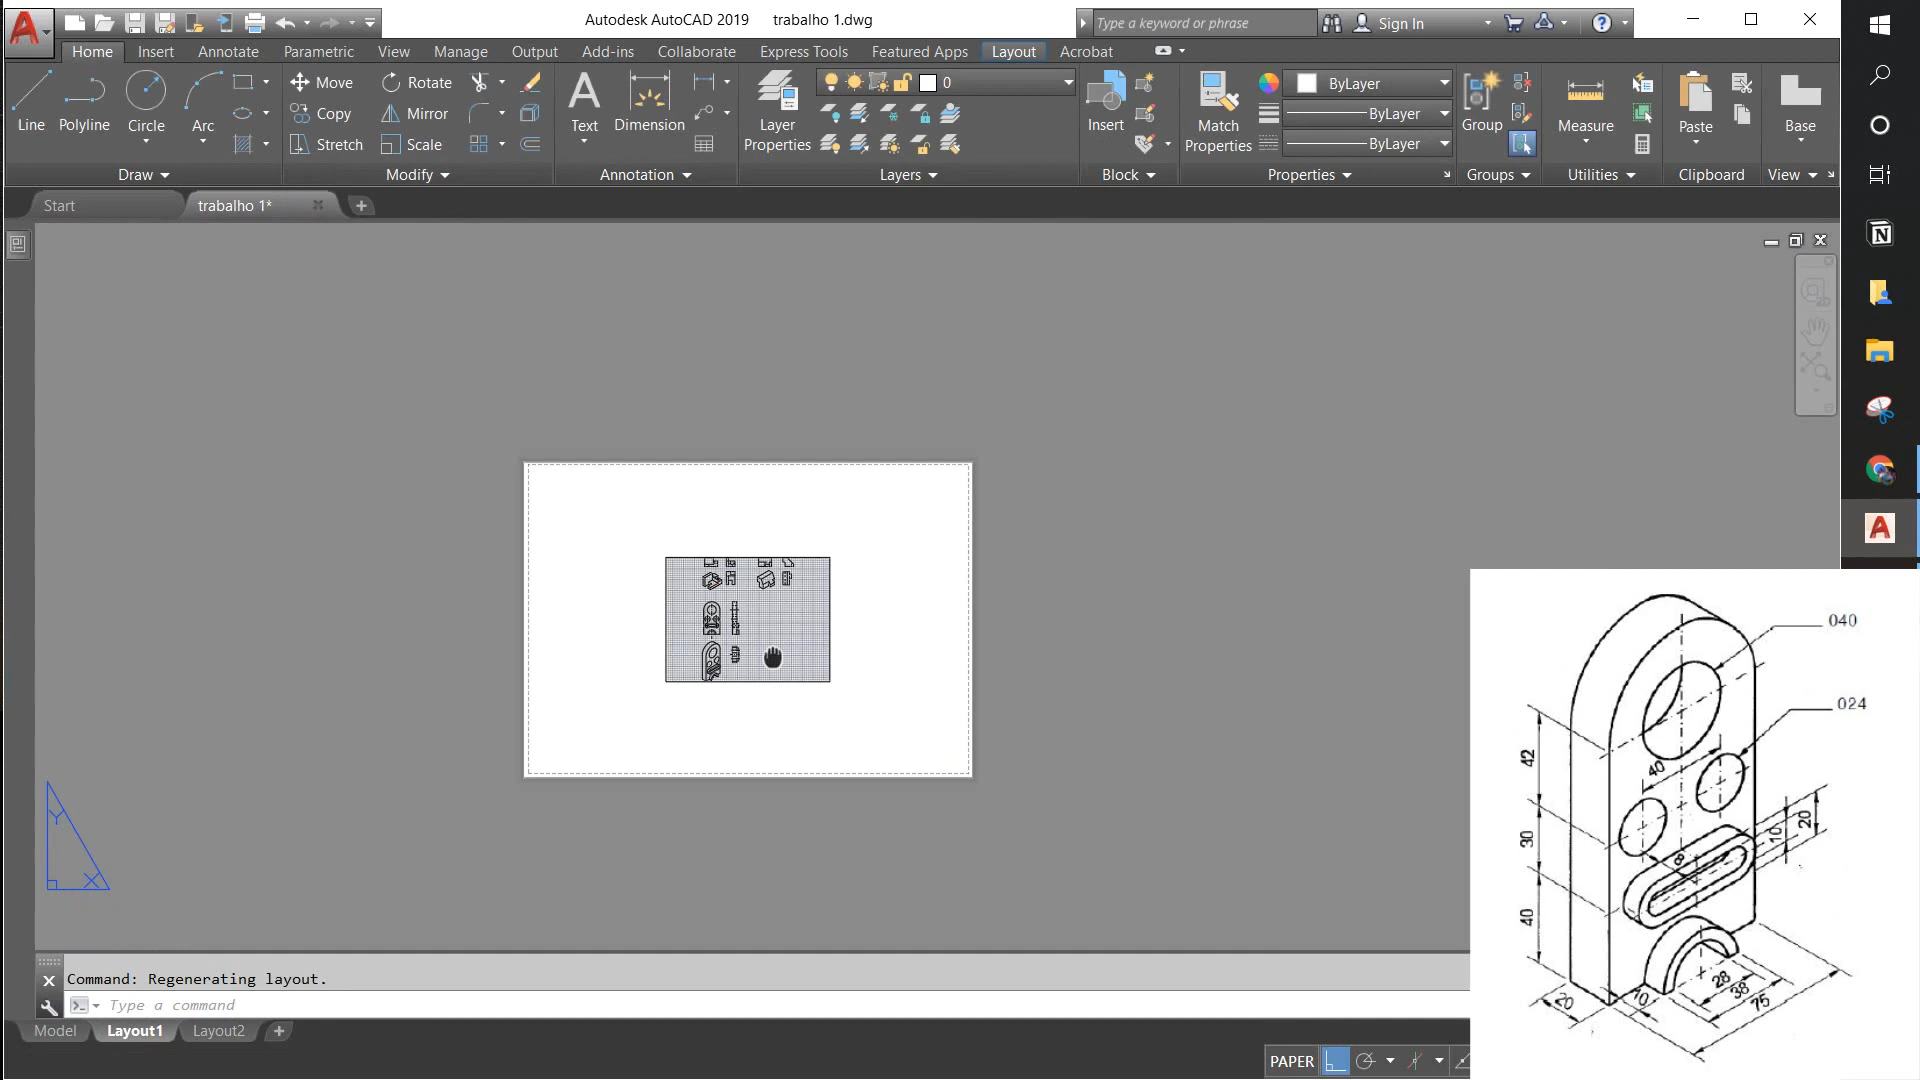 Autodesk AutoCAD 2019 trabalho 1.dwg
Type a keyword or phrase
Sign In
Home Insert Annotate Parametric View Manage Output Add-ins Collaborate Express Tools Featured Apps Layout Acrobat
Line Polyline Circle Arc
Move Rotate
Copy Mirror
Stretch Scale
Text Dimension
Layer Properties
0
Insert
Match Properties
ByLayer
ByLayer
ByLayer
Group
Measure
Paste
Base
Draw Modify Annotation Layers Block Properties Groups Utilities Clipboard View
Start trabalho 1*
Y
X
Command: Regenerating layout.
Type a command
Model Layout1 Layout2
PAPER
040
024
42
40
30
10
20
8
40
20
10
28
38
75